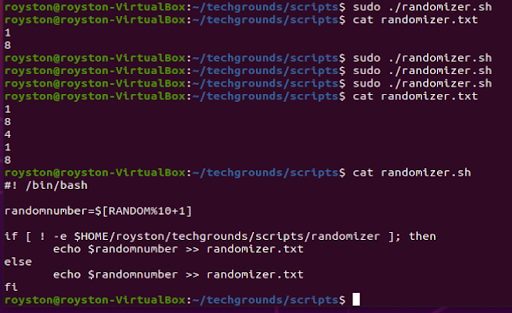 royston@royston-VirtualBox:~/techgrounds/scripts$ sudo ./randomizer.sh
royston@royston-VirtualBox:~/techgrounds/scripts$ cat randomizer.txt
1
8
royston@royston-VirtualBox:~/techgrounds/scripts$ sudo ./randomizer.sh
royston@royston-VirtualBox:~/techgrounds/scripts$ sudo ./randomizer.sh
royston@royston-VirtualBox:~/techgrounds/scripts$ sudo ./randomizer.sh
royston@royston-VirtualBox:~/techgrounds/scripts$ cat randomizer.txt
1
8
4
1
8
royston@royston-VirtualBox:~/techgrounds/scripts$ cat randomizer.sh
#! /bin/bash
randomnumber=$[RANDOM%10+1]
if [ ! -e $HOME/royston/techgrounds/scripts/randomizer ]; then
        echo $randomnumber >> randomizer.txt
else
        echo $randomnumber >> randomizer.txt
fi
royston@royston-VirtualBox:~/techgrounds/scripts$